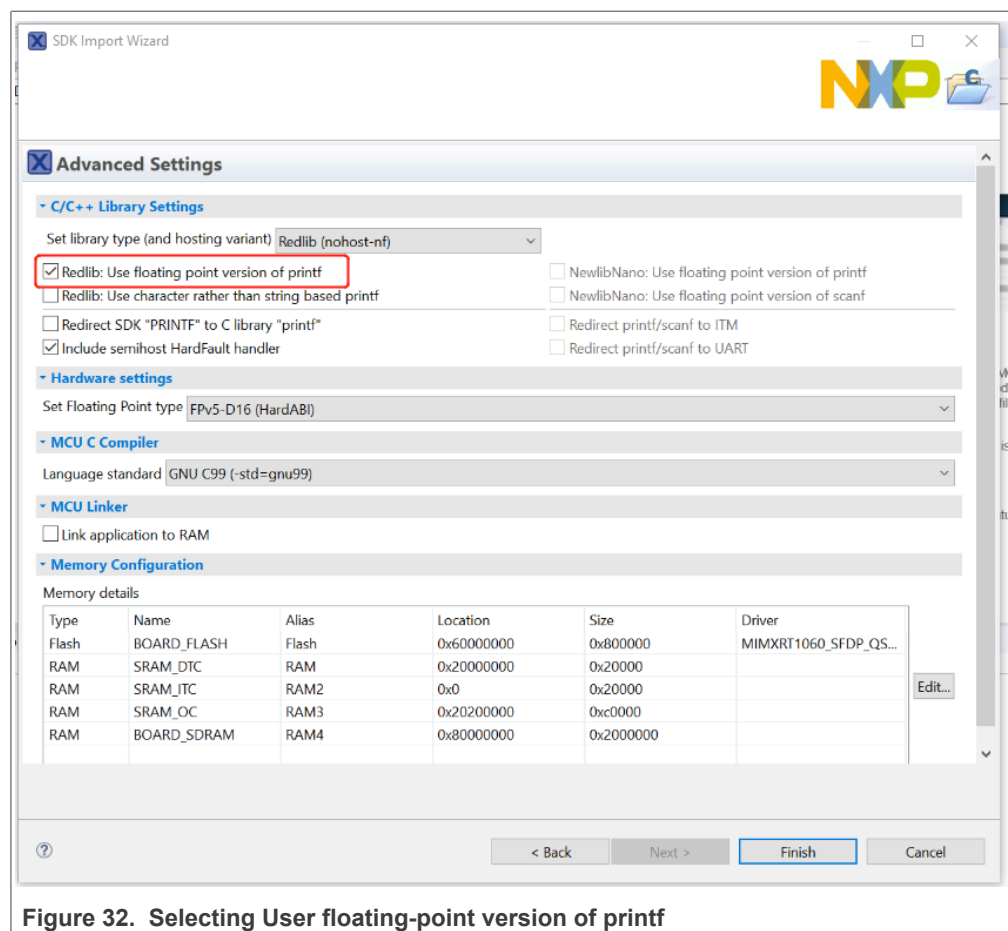 SDK Import Wizard
NXP
Advanced Settings
C/C++ Library Settings
Set library type (and hosting variant) Redlib (nohost-nf)
Redlib: Use floating point version of printf NewlibNano: Use floating point version of printf
Redlib: Use character rather than string based printf NewlibNano: Use floating point version of scanf
Redirect SDK "PRINTF" to C library "printf" Redirect printf/scanf to ITM
Include semihost HardFault handler Redirect printf/scanf to UART
Hardware settings
Set Floating Point type FPv5-D16 (HardABI)
MCU C Compiler
Language standard GNU C99 (-std=gnu99)
MCU Linker
Link application to RAM
Memory Configuration
Memory details
Type Name Alias Location Size Driver
Flash BOARD_FLASH Flash 0x60000000 0x800000 MIMXRT1060_SFDP_QS...
RAM SRAM_DTC RAM 0x20000000 0x20000
RAM SRAM_ITC RAM2 0x0 0x20000
Edit...
RAM SRAM_OC RAM3 0x20200000 0xc0000
RAM BOARD_SDRAM RAM4 0x80000000 0x2000000
< Back Next > Finish Cancel
Figure 32. Selecting User floating-point version of printf